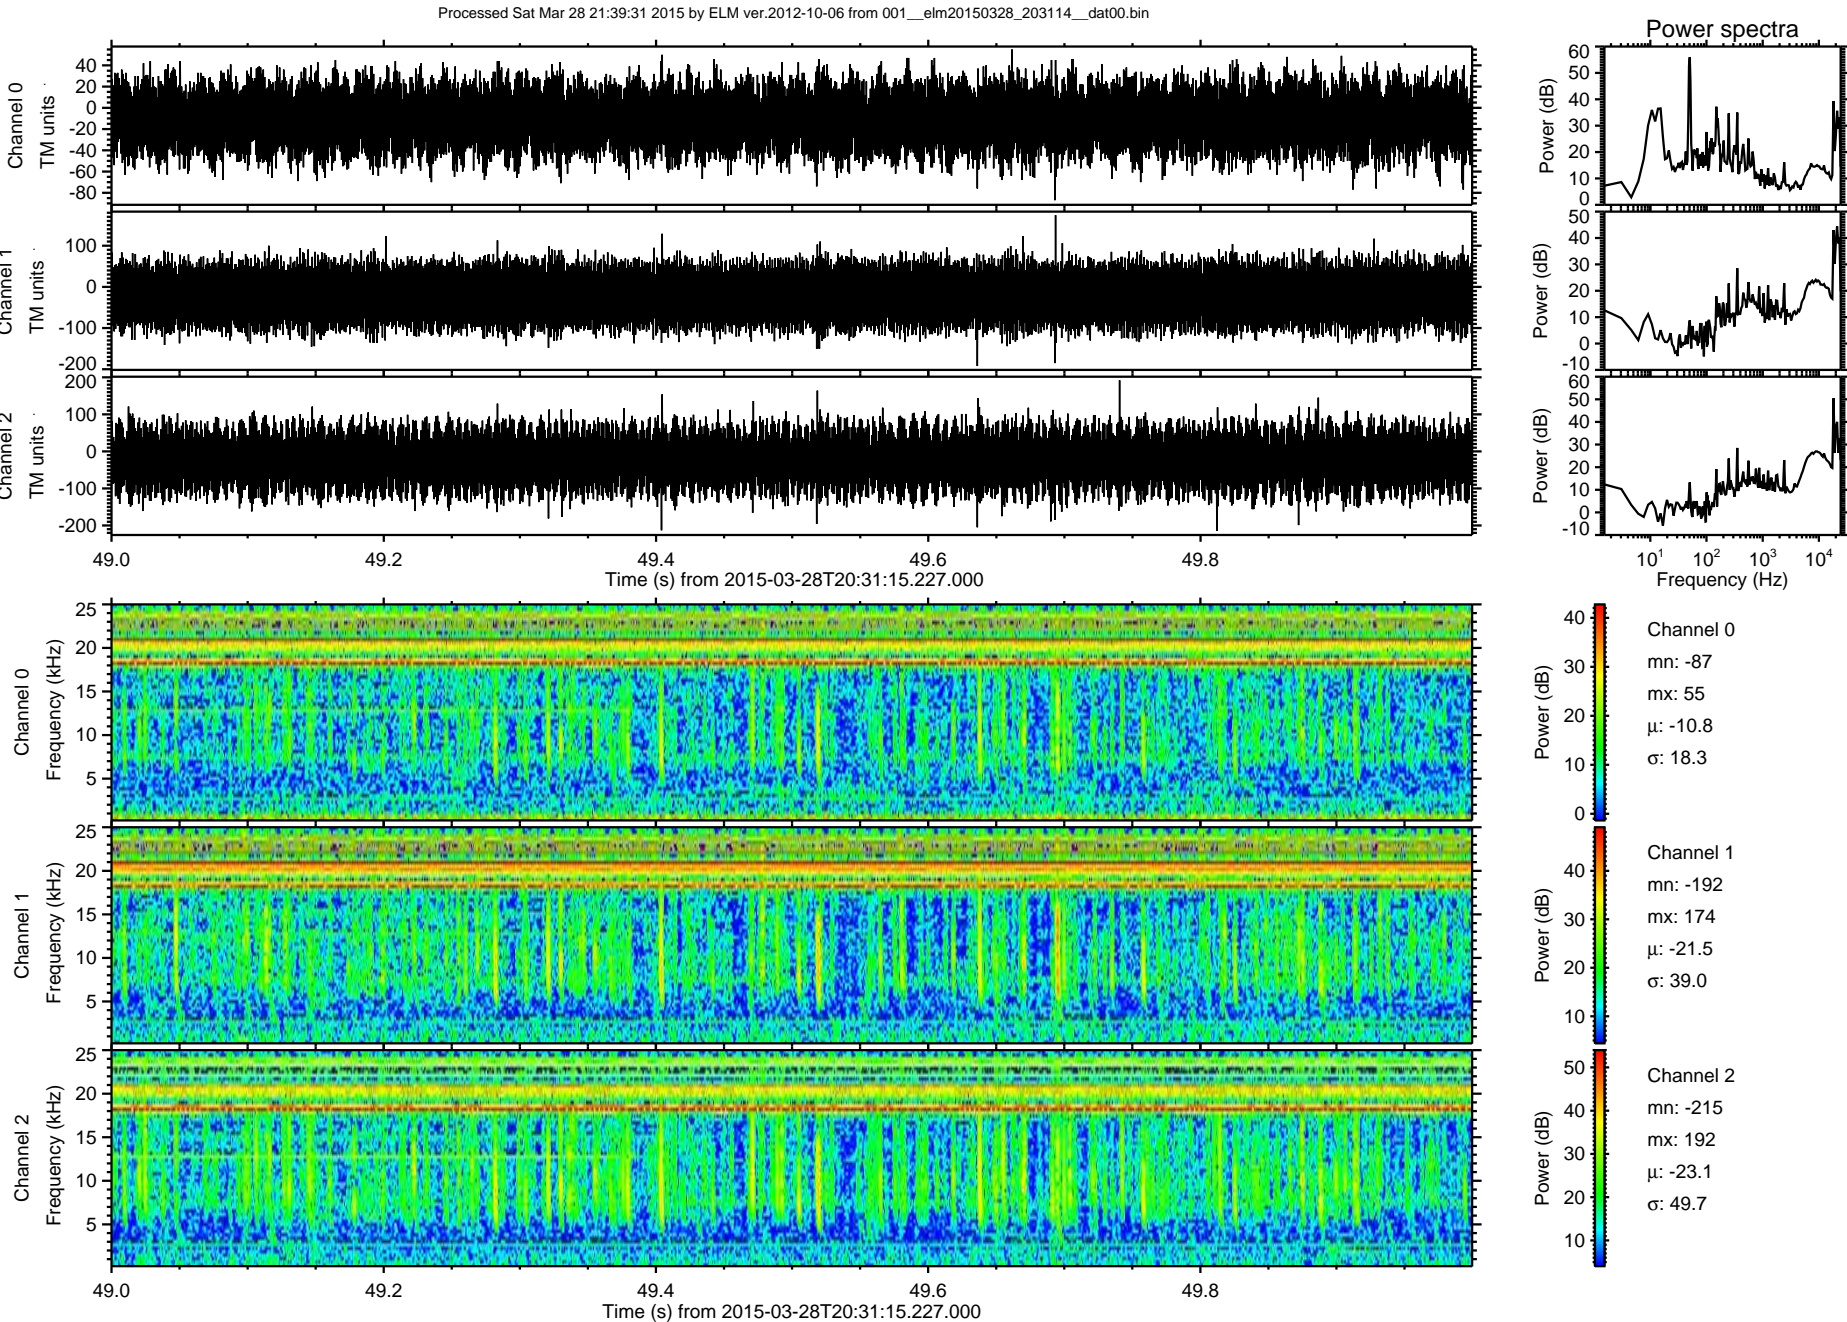 Processed Sat Mar 28 21:39:31 2015 by ELM ver.2012-10-06 from 001__elm20150328_203114__dat00.bin
Power spectra
Channel 0
TM units
40
20
0
-20
-40
-60
-80
Power (dB)
60
50
40
30
20
10
0
Channel 1
TM units
100
0
-100
-200
Power (dB)
50
40
30
20
10
0
-10
Channel 2
TM units
200
100
0
-100
-200
Power (dB)
60
50
40
30
20
10
0
-10
49.0 49.2 49.4 49.6 49.8
Time (s) from 2015-03-28T20:31:15.227.000
10^1 10^2 10^3 10^4
Frequency (Hz)
Channel 0
Frequency (kHz)
25
20
15
10
5
Power (dB)
40
30
20
10
0
Channel 0
mn: -87
mx: 55
μ: -10.8
σ: 18.3
Channel 1
Frequency (kHz)
25
20
15
10
5
Power (dB)
40
30
20
10
Channel 1
mn: -192
mx: 174
μ: -21.5
σ: 39.0
Channel 2
Frequency (kHz)
25
20
15
10
5
Power (dB)
50
40
30
20
10
Channel 2
mn: -215
mx: 192
μ: -23.1
σ: 49.7
49.0 49.2 49.4 49.6 49.8
Time (s) from 2015-03-28T20:31:15.227.000